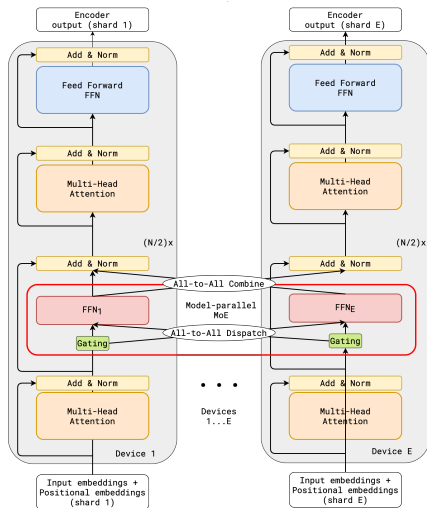 Encoder
output (shard 1)
Add & Norm
Feed Forward
FFN
Add & Norm
Multi-Head
Attention
(N/2)x
Add & Norm
FFN1
Gating
Add & Norm
Multi-Head
Attention
Device 1
Input embeddings +
Positional embeddings
(shard 1)
All-to-All Combine
Model-parallel
MoE
All-to-All Dispatch
Devices
1...E
Encoder
output (shard E)
Add & Norm
Feed Forward
FFN
Add & Norm
Multi-Head
Attention
(N/2)x
Add & Norm
FFNE
Gating
Add & Norm
Multi-Head
Attention
Device E
Input embeddings +
Positional embeddings
(shard E)